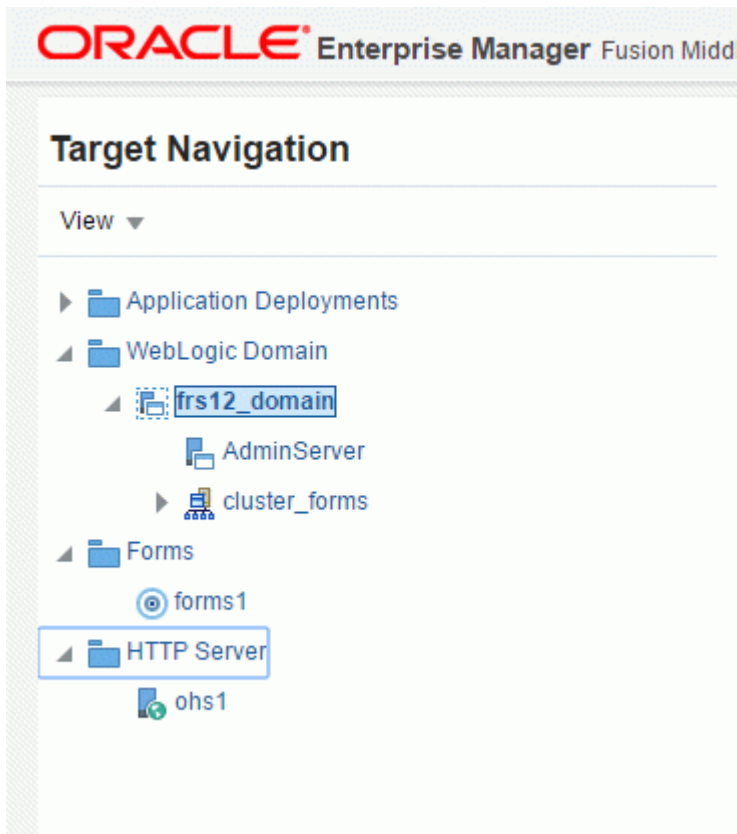 ORACLE Enterprise Manager Fusion Midd
Target Navigation
View
Application Deployments
WebLogic Domain
frs12_domain
AdminServer
cluster_forms
Forms
forms1
HTTP Server
ohs1